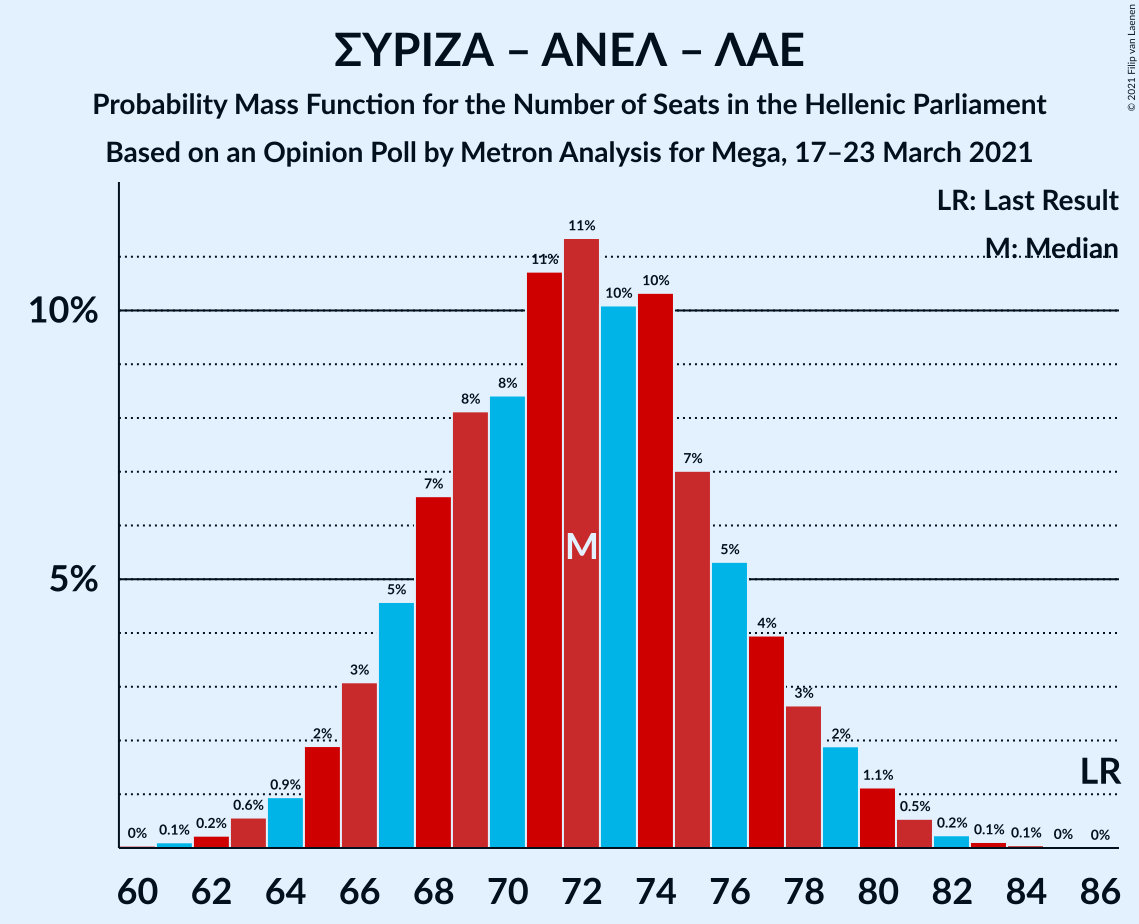 ΣΥΡΙΖΑ – ΑΝΕΛ – ΛΑΕ
Probability Mass Function for the Number of Seats in the Hellenic Parliament
Based on an Opinion Poll by Metron Analysis for Mega, 17–23 March 2021
© 2021 Filip van Laenen
LR: Last Result
M: Median
10%
5%
0% 0.1% 0.2% 0.6% 0.9% 2% 3% 5% 7% 8% 8% 11% 11% 10% 10% 7% 5% 4% 3% 2% 1.1% 0.5% 0.2% 0.1% 0.1% 0% 0%
M
LR
60 62 64 66 68 70 72 74 76 78 80 82 84 86